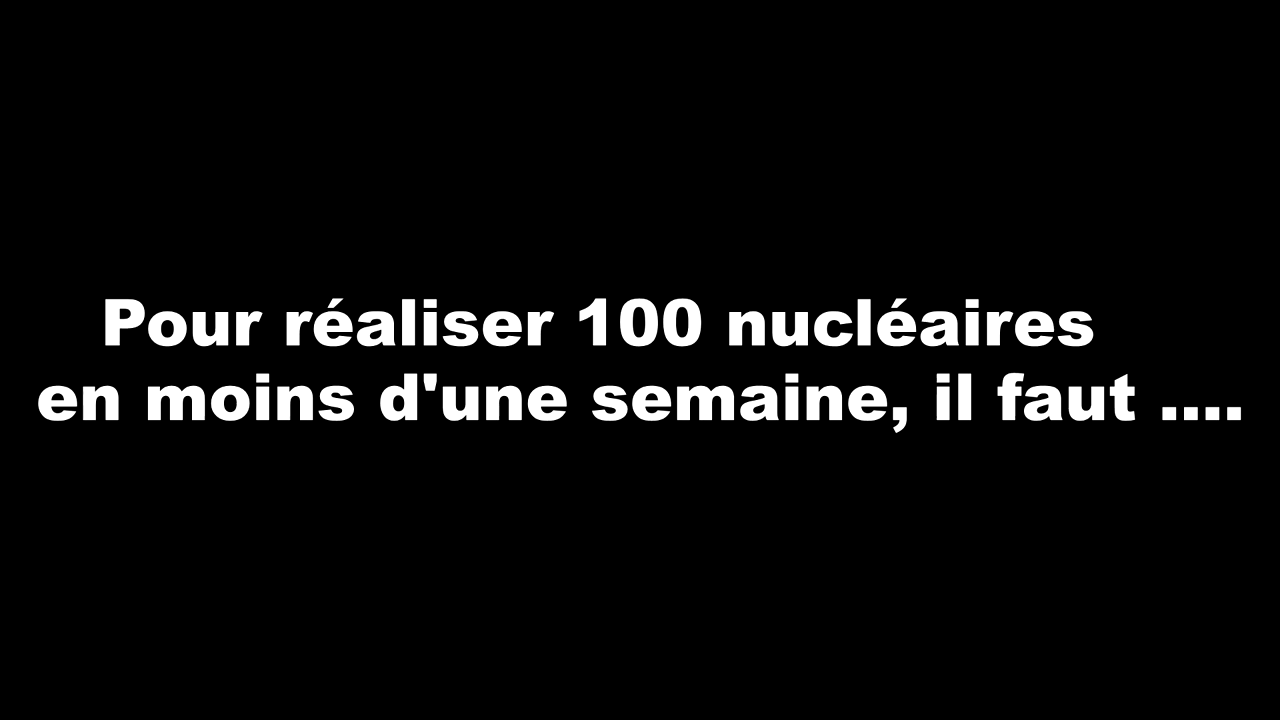 Pour réaliser 100 nucléaires
en moins d'une semaine, il faut ....